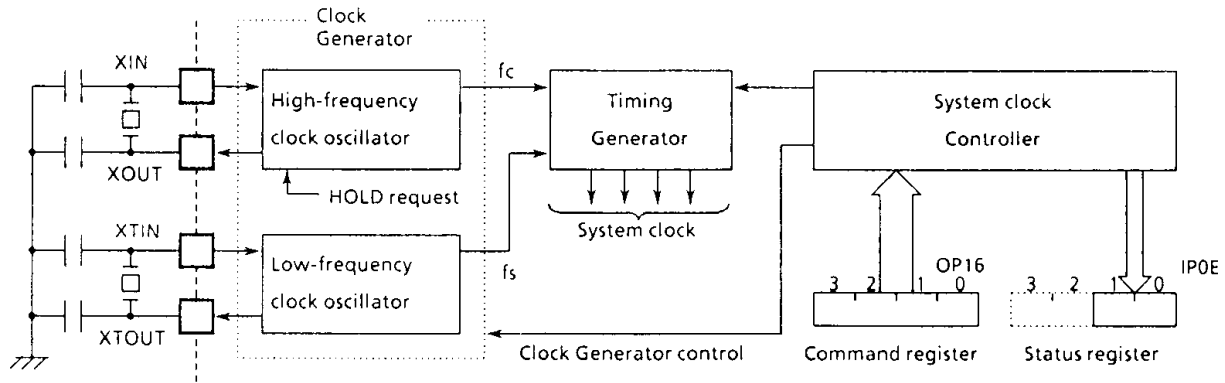 Clock
Generator
XIN
High-frequency
clock oscillator
XOUT
HOLD request
fc
Timing
Generator
System clock
System clock
Controller
XTIN
Low-frequency
clock oscillator
XTOUT
fs
Clock Generator control
OP16
3 2 1 0
Command register
IP0E
3 2 1 0
Status register